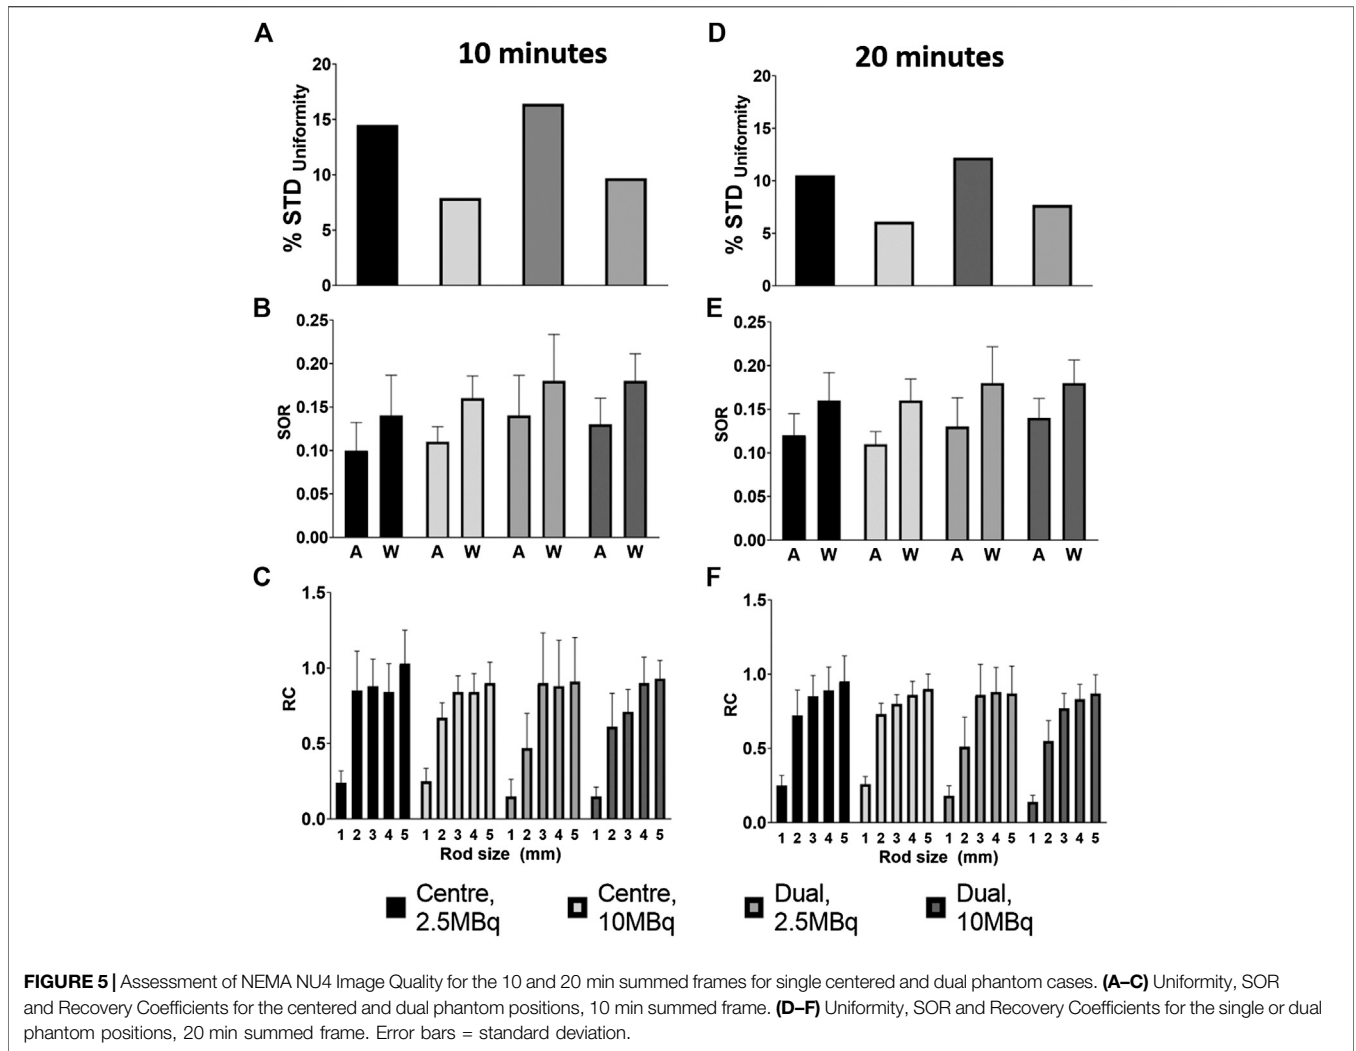 A
10 minutes
20
15
10
5
0
% STD Uniformity
D
20 minutes
20
15
10
5
0
% STD Uniformity
B
0.25
0.20
0.15
0.10
0.05
0.00
SOR
A W A W A W A W
E
0.25
0.20
0.15
0.10
0.05
0.00
SOR
A W A W A W A W
C
1.5
1.0
0.5
0.0
RC
1 2 3 4 5 1 2 3 4 5 1 2 3 4 5 1 2 3 4 5
Rod size (mm)
F
1.5
1.0
0.5
0.0
RC
1 2 3 4 5 1 2 3 4 5 1 2 3 4 5 1 2 3 4 5
Rod size (mm)
Centre,
2.5MBq
Centre,
10MBq
Dual,
2.5MBq
Dual,
10MBq
FIGURE 5 | Assessment of NEMA NU4 Image Quality for the 10 and 20 min summed frames for single centered and dual phantom cases. (A–C) Uniformity, SOR
and Recovery Coefficients for the centered and dual phantom positions, 10 min summed frame. (D–F) Uniformity, SOR and Recovery Coefficients for the single or dual
phantom positions, 20 min summed frame. Error bars = standard deviation.